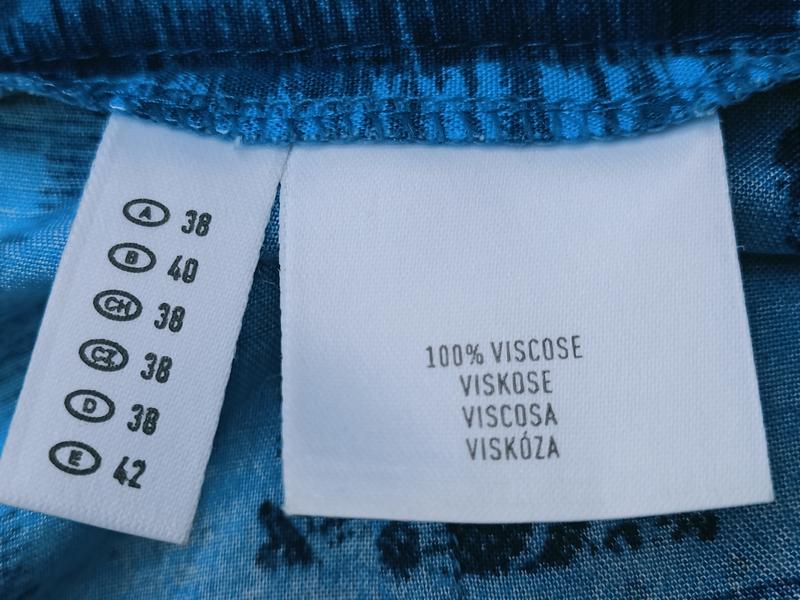 A 38
B 40
CH 38
CZ 38
D 38
E 42
100% VISCOSE
VISKOSE
VISCOSA
VISKÓZA